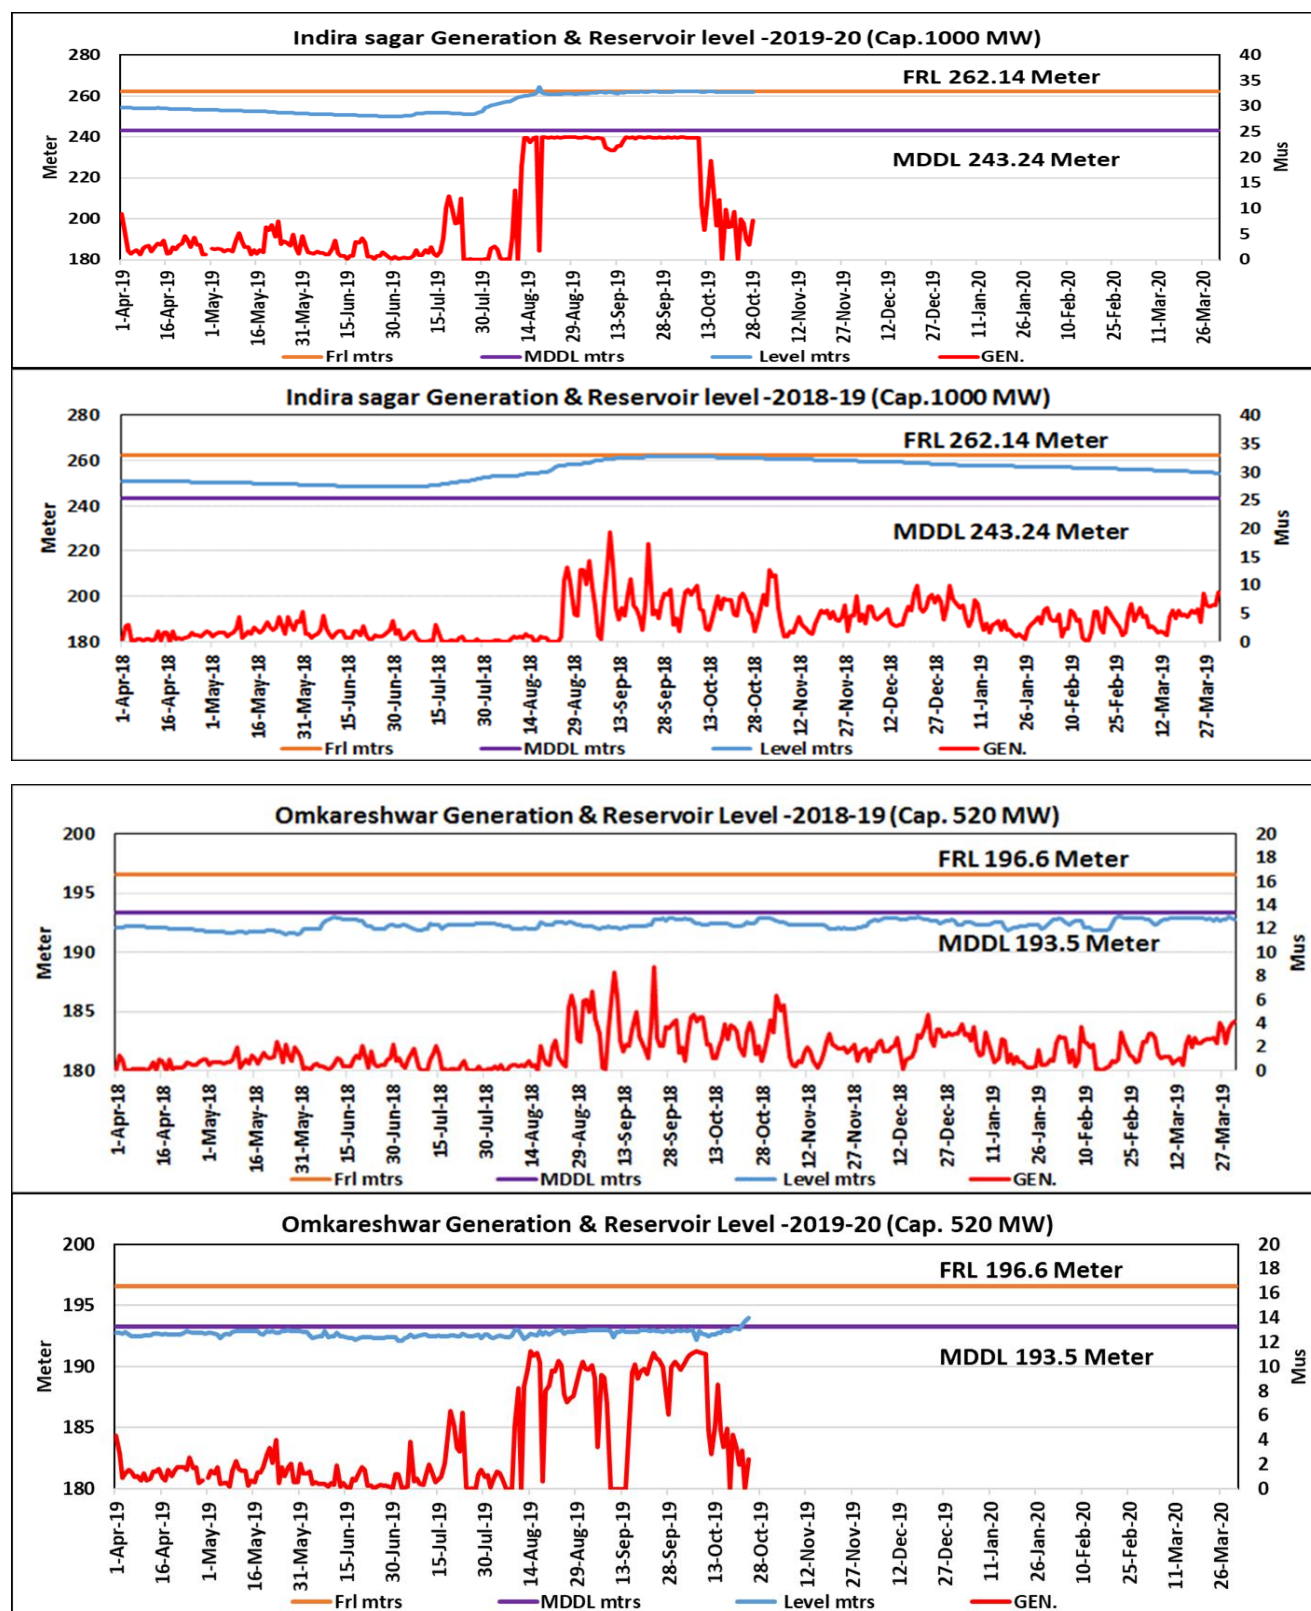 Indira sagar Generation & Reservoir level -2019-20 (Cap.1000 MW)
280
260
240
220
200
180
Meter
FRL 262.14 Meter
MDDL 243.24 Meter
40
35
30
25
20
15
10
5
0
Mus
1-Apr-19
16-Apr-19
1-May-19
16-May-19
31-May-19
15-Jun-19
30-Jun-19
15-Jul-19
30-Jul-19
14-Aug-19
29-Aug-19
13-Sep-19
28-Sep-19
13-Oct-19
28-Oct-19
12-Nov-19
27-Nov-19
12-Dec-19
27-Dec-19
11-Jan-20
26-Jan-20
10-Feb-20
25-Feb-20
11-Mar-20
26-Mar-20
Frl mtrs MDDL mtrs Level mtrs GEN.
Indira sagar Generation & Reservoir level -2018-19 (Cap.1000 MW)
280
260
240
220
200
180
Meter
FRL 262.14 Meter
MDDL 243.24 Meter
40
35
30
25
20
15
10
5
0
Mus
1-Apr-18
16-Apr-18
1-May-18
16-May-18
31-May-18
15-Jun-18
30-Jun-18
15-Jul-18
30-Jul-18
14-Aug-18
29-Aug-18
13-Sep-18
28-Sep-18
13-Oct-18
28-Oct-18
12-Nov-18
27-Nov-18
12-Dec-18
27-Dec-18
11-Jan-19
26-Jan-19
10-Feb-19
25-Feb-19
12-Mar-19
27-Mar-19
Frl mtrs MDDL mtrs Level mtrs GEN.
Omkareshwar Generation & Reservoir Level -2018-19 (Cap. 520 MW)
200
195
190
185
180
Meter
FRL 196.6 Meter
MDDL 193.5 Meter
20
18
16
14
12
10
8
6
4
2
0
Mus
1-Apr-18
16-Apr-18
1-May-18
16-May-18
31-May-18
15-Jun-18
30-Jun-18
15-Jul-18
30-Jul-18
14-Aug-18
29-Aug-18
13-Sep-18
28-Sep-18
13-Oct-18
28-Oct-18
12-Nov-18
27-Nov-18
12-Dec-18
27-Dec-18
11-Jan-19
26-Jan-19
10-Feb-19
25-Feb-19
12-Mar-19
27-Mar-19
Frl mtrs MDDL mtrs Level mtrs GEN.
Omkareshwar Generation & Reservoir Level -2019-20 (Cap. 520 MW)
200
195
190
185
180
Meter
FRL 196.6 Meter
MDDL 193.5 Meter
20
18
16
14
12
10
8
6
4
2
0
Mus
1-Apr-19
16-Apr-19
1-May-19
16-May-19
31-May-19
15-Jun-19
30-Jun-19
15-Jul-19
30-Jul-19
14-Aug-19
29-Aug-19
13-Sep-19
28-Sep-19
13-Oct-19
28-Oct-19
12-Nov-19
27-Nov-19
12-Dec-19
27-Dec-19
11-Jan-20
26-Jan-20
10-Feb-20
25-Feb-20
11-Mar-20
26-Mar-20
Frl mtrs MDDL mtrs Level mtrs GEN.